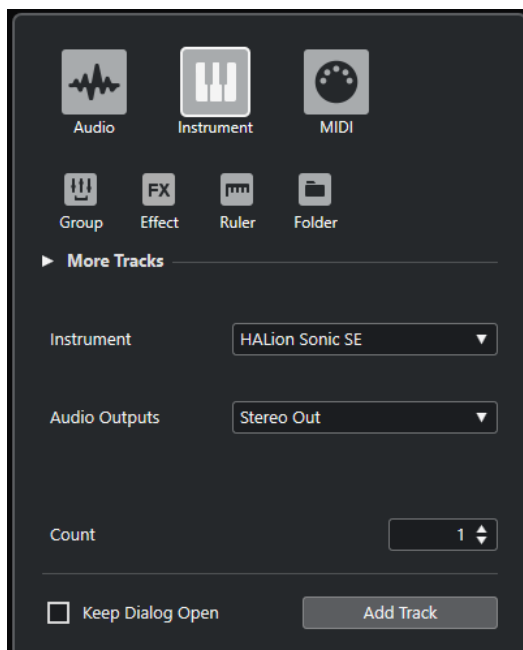 Audio Instrument MIDI
FX
Group Effect Ruler Folder
More Tracks
Instrument HALion Sonic SE
Audio Outputs Stereo Out
Count 1
Keep Dialog Open Add Track